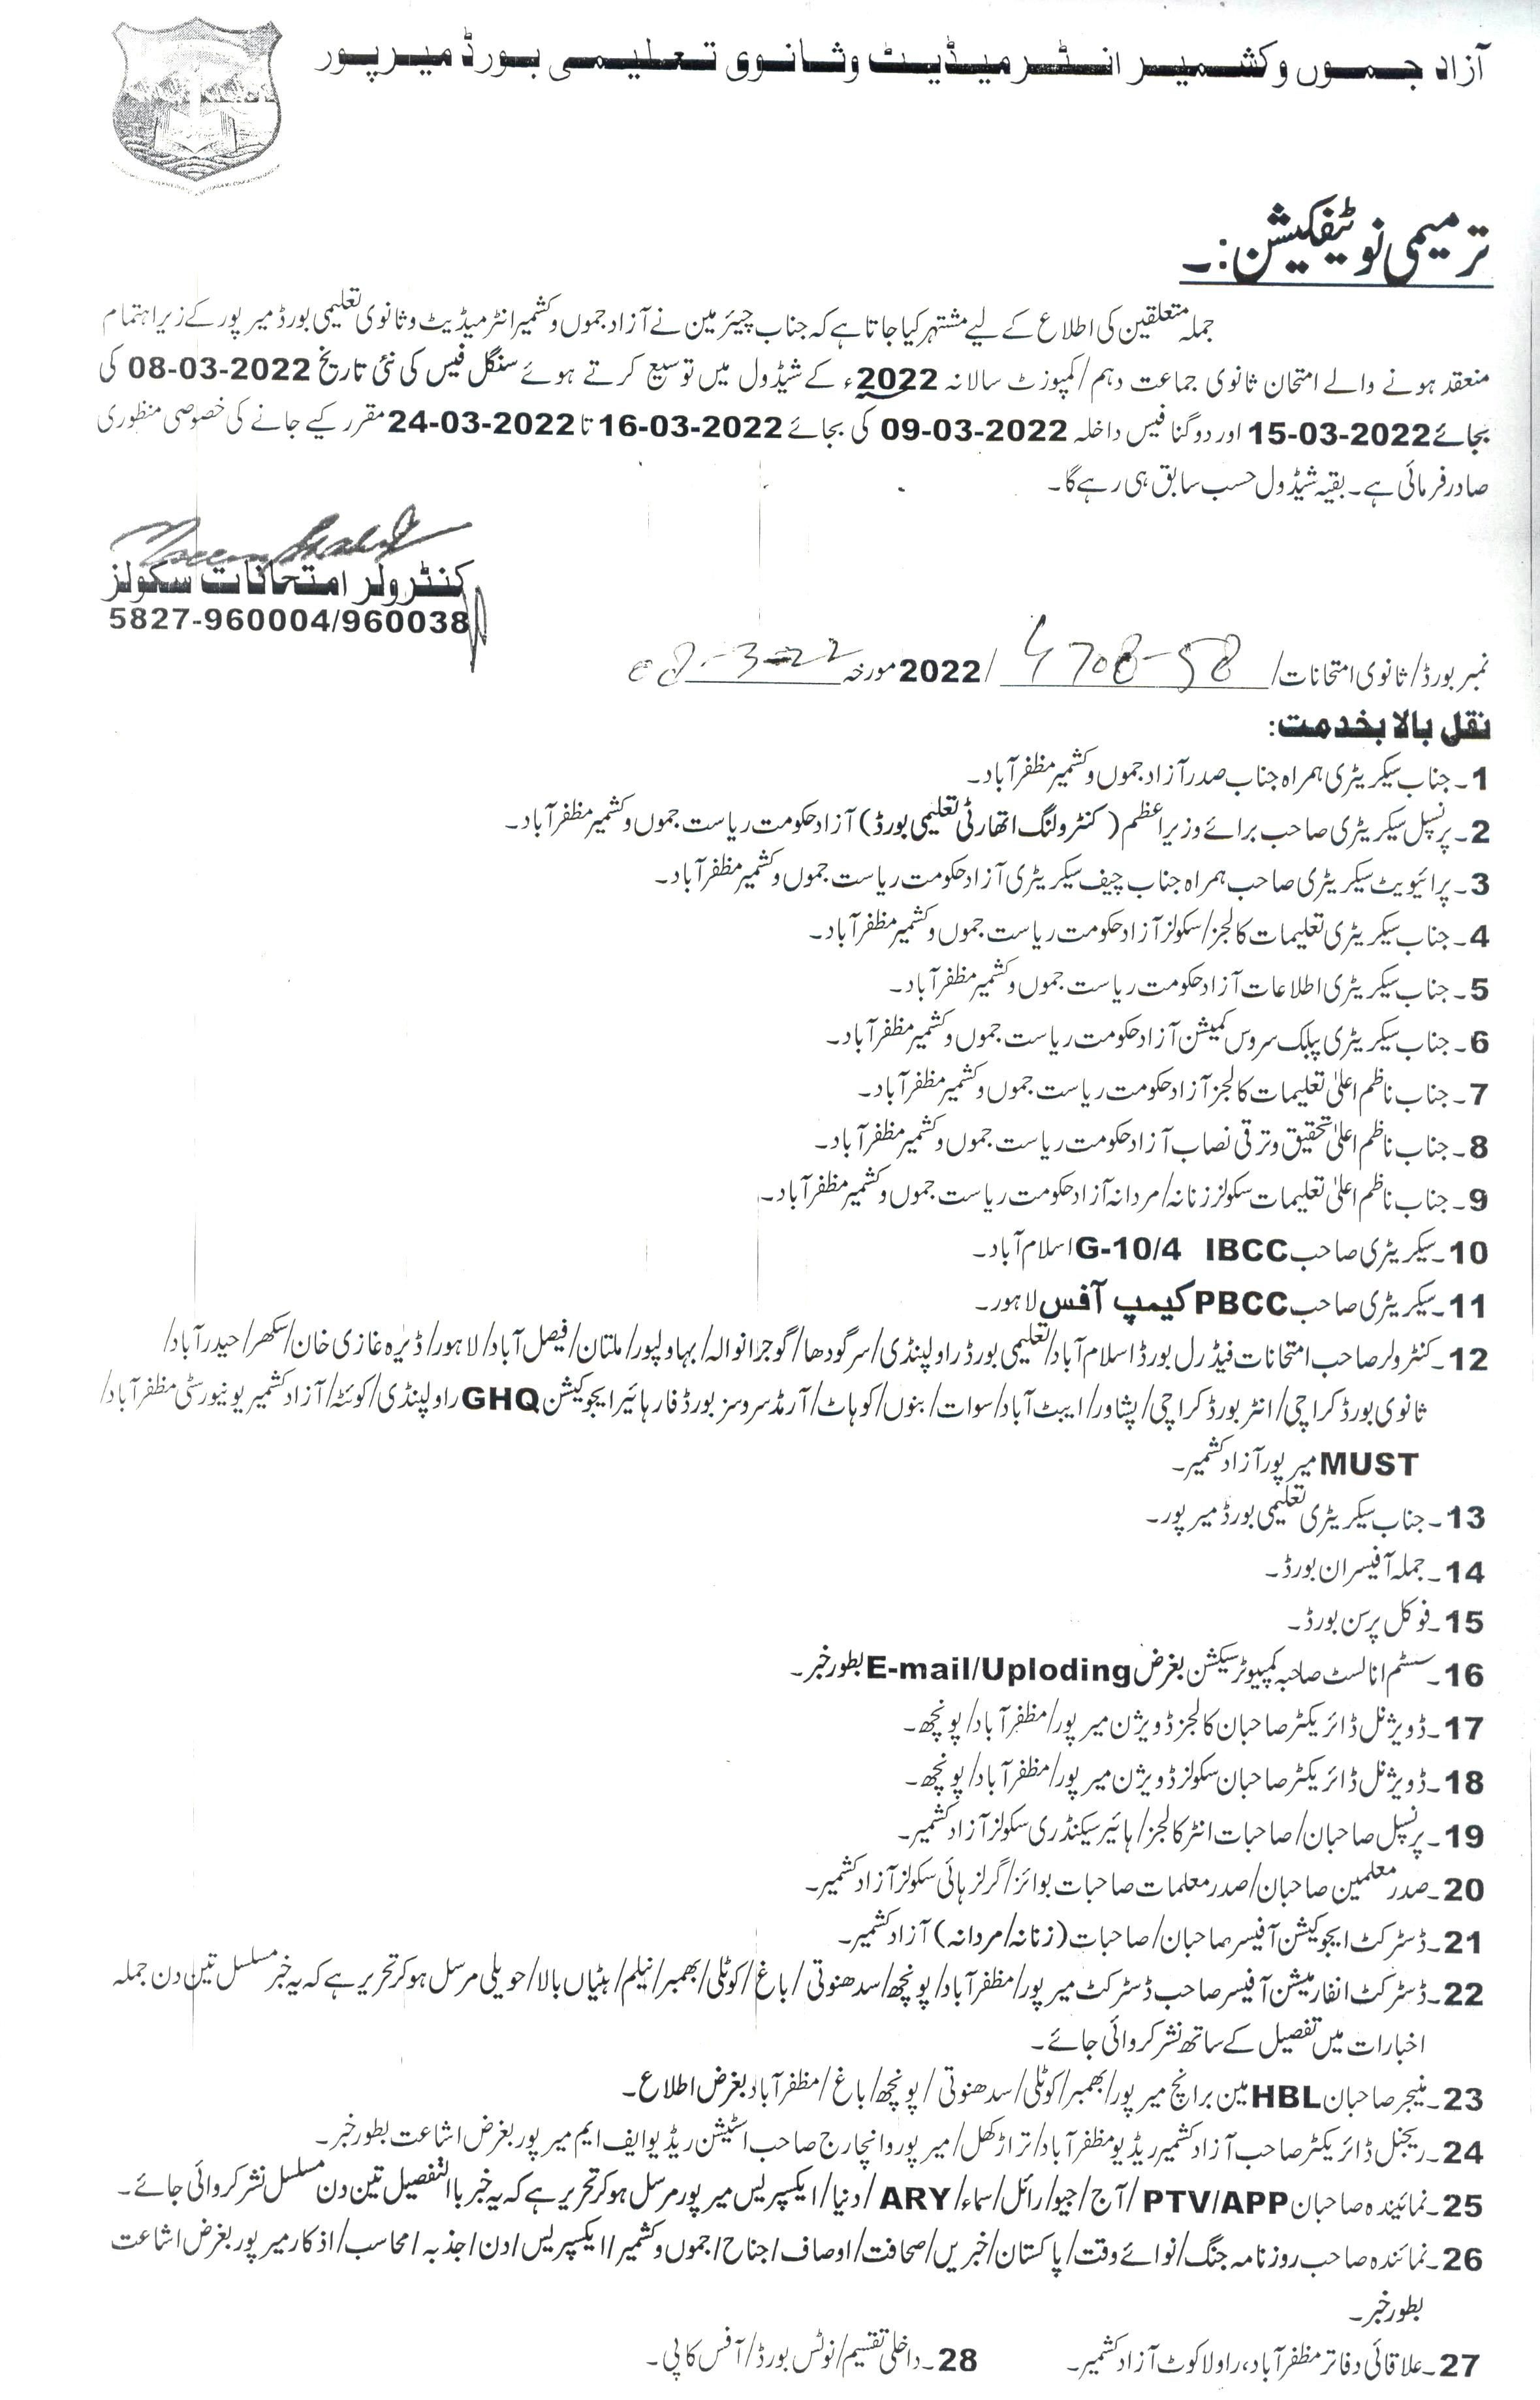 آزاد جموں و کشمیر انٹرمیڈیٹ و ثانوی تعلیمی بورڈ میرپور
ترمیمی نوٹیفکیشن:۔
جملہ متعلقین کی اطلاع کے لیے مشتہر کیا جاتا ہے کہ جناب چیئرمین نے آزاد جموں و کشمیر انٹرمیڈیٹ و ثانوی تعلیمی بورڈ میرپور کے زیر اہتمام
منعقد ہونے والے امتحان ثانوی جماعت دہم/کمپوزٹ سالانہ 2022ء کے شیڈول میں توسیع کرتے ہوئے سنگل فیس کی نئی تاریخ 08-03-2022 کی
بجائے 15-03-2022 اور دوگنا فیس داخلہ 09-03-2022 کی بجائے 16-03-2022 تا 24-03-2022 مقرر کیے جانے کی خصوصی منظوری
صادر فرمائی ہے۔ بقیہ شیڈول حسب سابق ہی رہے گا۔
کنٹرولر امتحانات سکولز
5827-960004/960038
نمبر بورڈ/ثانوی امتحانات/ 4708-58 /2022 مورخہ 08-3-22
نقل بالا بخدمت:
1۔ جناب سیکریٹری ہمراہ جناب صدر آزاد جموں و کشمیر مظفرآباد۔
2۔ پرنسپل سیکریٹری صاحب برائے وزیراعظم (کنٹرولنگ اتھارٹی تعلیمی بورڈ) آزاد حکومت ریاست جموں و کشمیر مظفرآباد۔
3۔ پرائیویٹ سیکریٹری صاحب ہمراہ جناب چیف سیکریٹری آزاد حکومت ریاست جموں و کشمیر مظفرآباد۔
4۔ جناب سیکریٹری تعلیمات کالجز/سکولز آزاد حکومت ریاست جموں و کشمیر مظفرآباد۔
5۔ جناب سیکریٹری اطلاعات آزاد حکومت ریاست جموں و کشمیر مظفرآباد۔
6۔ جناب سیکریٹری پبلک سروس کمیشن آزاد حکومت ریاست جموں و کشمیر مظفرآباد۔
7۔ جناب ناظم اعلیٰ تعلیمات کالجز آزاد حکومت ریاست جموں و کشمیر مظفرآباد۔
8۔ جناب ناظم اعلیٰ تحقیق و ترقی نصاب آزاد حکومت ریاست جموں و کشمیر مظفرآباد۔
9۔ جناب ناظم اعلیٰ تعلیمات سکولز زنانہ/مردانہ آزاد حکومت ریاست جموں و کشمیر مظفرآباد۔
10۔ سیکریٹری صاحب IBCC G-10/4 اسلام آباد۔
11۔ سیکریٹری صاحب PBCC کیمپ آفس لاہور۔
12۔ کنٹرولر صاحب امتحانات فیڈرل بورڈ اسلام آباد/تعلیمی بورڈ راولپنڈی/سرگودھا/گوجرانوالہ/بہاولپور/ملتان/فیصل آباد/لاہور/ڈیرہ غازی خان/سکھر/حیدرآباد/
ثانوی بورڈ کراچی/انٹر بورڈ کراچی/پشاور/ایبٹ آباد/سوات/بنوں/کوہاٹ/آرمڈ سروسز بورڈ فار ہائیر ایجوکیشن GHQ راولپنڈی/کوئٹہ/آزاد کشمیر یونیورسٹی مظفرآباد/
MUST میرپور آزاد کشمیر۔
13۔ جناب سیکریٹری تعلیمی بورڈ میرپور۔
14۔ جملہ آفیسران بورڈ۔
15۔ فوکل پرسن بورڈ۔
16۔ سسٹم انالسٹ صاحبہ کمپیوٹر سیکشن بغرض E-mail/Uploding بطور خبر۔
17۔ ڈویژنل ڈائریکٹر صاحبان کالجز ڈویژن میرپور/مظفرآباد/پونچھ۔
18۔ ڈویژنل ڈائریکٹر صاحبان سکولز ڈویژن میرپور/مظفرآباد/پونچھ۔
19۔ پرنسپل صاحبان/صاحبات انٹر کالجز/ہائیر سیکنڈری سکولز آزاد کشمیر۔
20۔ صدر معلمین صاحبان/صدر معلمات صاحبات بوائز/گرلز ہائی سکولز آزاد کشمیر۔
21۔ ڈسٹرکٹ ایجوکیشن آفیسر صاحبان/صاحبات (زنانہ/مردانہ) آزاد کشمیر۔
22۔ ڈسٹرکٹ انفارمیشن آفیسر صاحب ڈسٹرکٹ میرپور/مظفرآباد/پونچھ/سدھنوتی/باغ/کوٹلی/بھمبر/نیلم/ہٹیاں بالا/حویلی مرسل ہو کر تحریر ہے کہ یہ خبر مسلسل تین دن جملہ
اخبارات میں تفصیل کے ساتھ نشر کروائی جائے۔
23۔ منیجر صاحبان HBL مین برانچ میرپور/بھمبر/کوٹلی/سدھنوتی/پونچھ/باغ/مظفرآباد بغرض اطلاع۔
24۔ ریجنل ڈائریکٹر صاحب آزاد کشمیر ریڈیو مظفرآباد/تراڑکھل/میرپور وانچارج صاحب اسٹیشن ریڈیو ایف ایم میرپور بغرض اشاعت بطور خبر۔
25۔ نمائیندہ صاحبان PTV/APP/آج/جیو/رائل/سماء/ARY/دنیا/ایکسپریس میرپور مرسل ہو کر تحریر ہے کہ یہ خبر باالتفصیل تین دن مسلسل نشر کروائی جائے۔
26۔ نمائندہ صاحب روزنامہ جنگ/نوائے وقت/پاکستان/خبریں/صحافت/اوصاف/جناح/جموں و کشمیر/ایکسپریس/دن/جذبہ/محاسب/اذکار میرپور بغرض اشاعت
بطور خبر۔
27۔ علاقائی دفاتر مظفرآباد، راولاکوٹ آزاد کشمیر۔ 28۔ داخلی تقسیم/نوٹس بورڈ/آفس کاپی۔